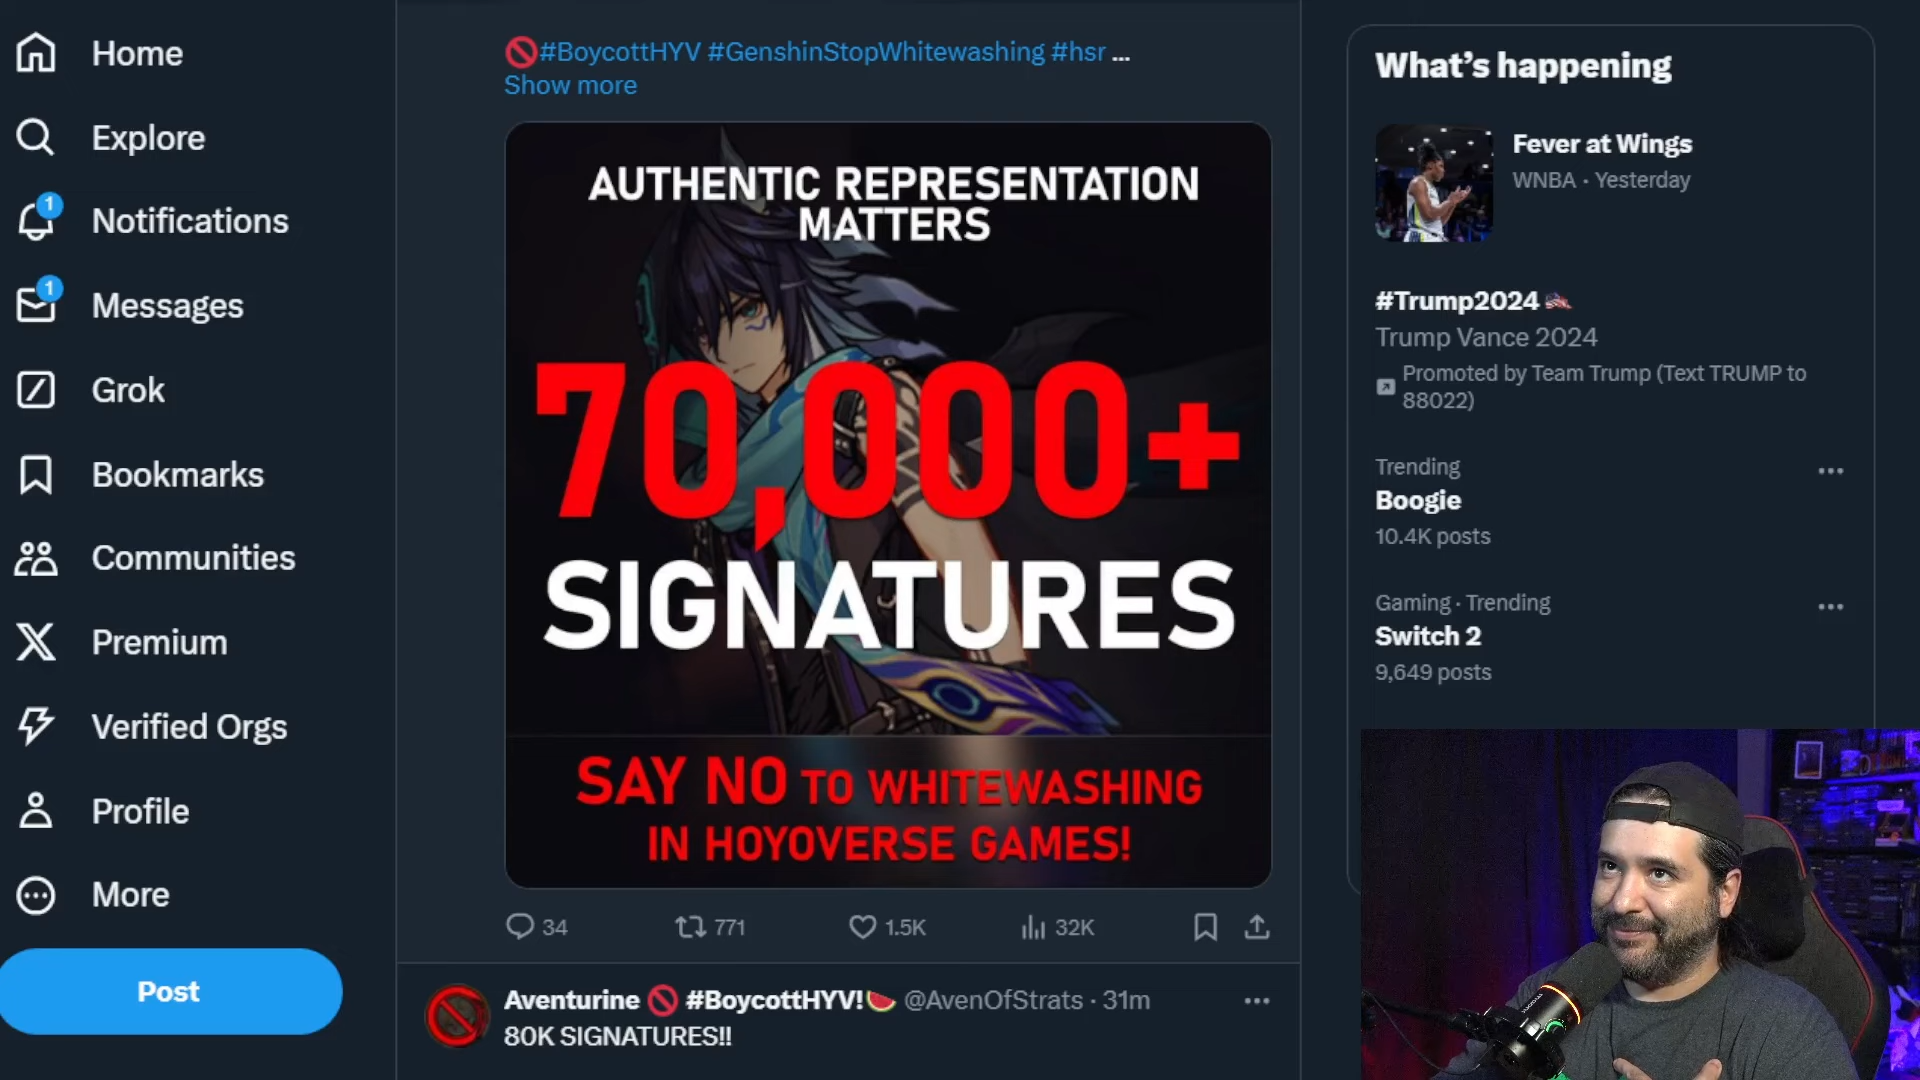 Home
Explore
1
Notifications
1
Messages
Grok
Bookmarks
Communities
Premium
Verified Orgs
Profile
More
Post
#BoycottHYV #GenshinStopWhitewashing #hsr ...
Show more
AUTHENTIC REPRESENTATION
MATTERS
70,000+
SIGNATURES
SAY NO TO WHITEWASHING
IN HOYOVERSE GAMES!
34
771
1.5K
32K
Aventurine 🚫 #BoycottHYV!🍉 @AvenOfStrats · 31m
80K SIGNATURES!!
What's happening
Fever at Wings
WNBA · Yesterday
#Trump2024
Trump Vance 2024
Promoted by Team Trump (Text TRUMP to
88022)
Trending
Boogie
10.4K posts
Gaming · Trending
Switch 2
9,649 posts